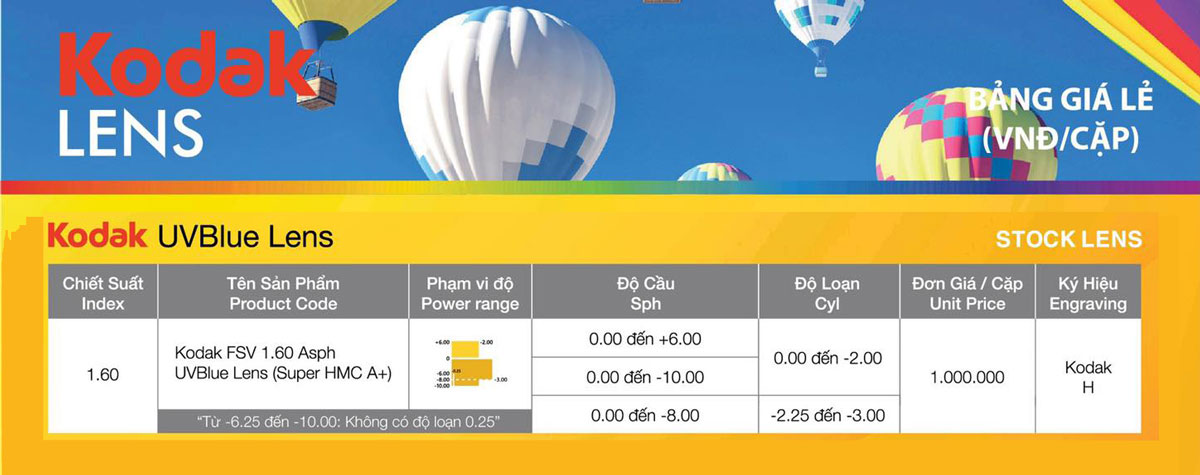 Kodak
LENS
BẢNG GIÁ LẺ
(VNĐ/CẶP)
Kodak UVBlue Lens
STOCK LENS
Chiết Suất
Index
Tên Sản Phẩm
Product Code
Phạm vi độ
Power range
Độ Cầu
Sph
Độ Loạn
Cyl
Đơn Giá / Cặp
Unit Price
Ký Hiệu
Engraving
1.60
Kodak FSV 1.60 Asph
UVBlue Lens (Super HMC A+)
+6.00
-2.00
0
-6.25
-6.00
-8.00
-3.00
-10.00
0.00 đến +6.00
0.00 đến -10.00
0.00 đến -2.00
0.00 đến -8.00
-2.25 đến -3.00
1.000.000
Kodak
H
“Từ -6.25 đến -10.00: Không có độ loạn 0.25”